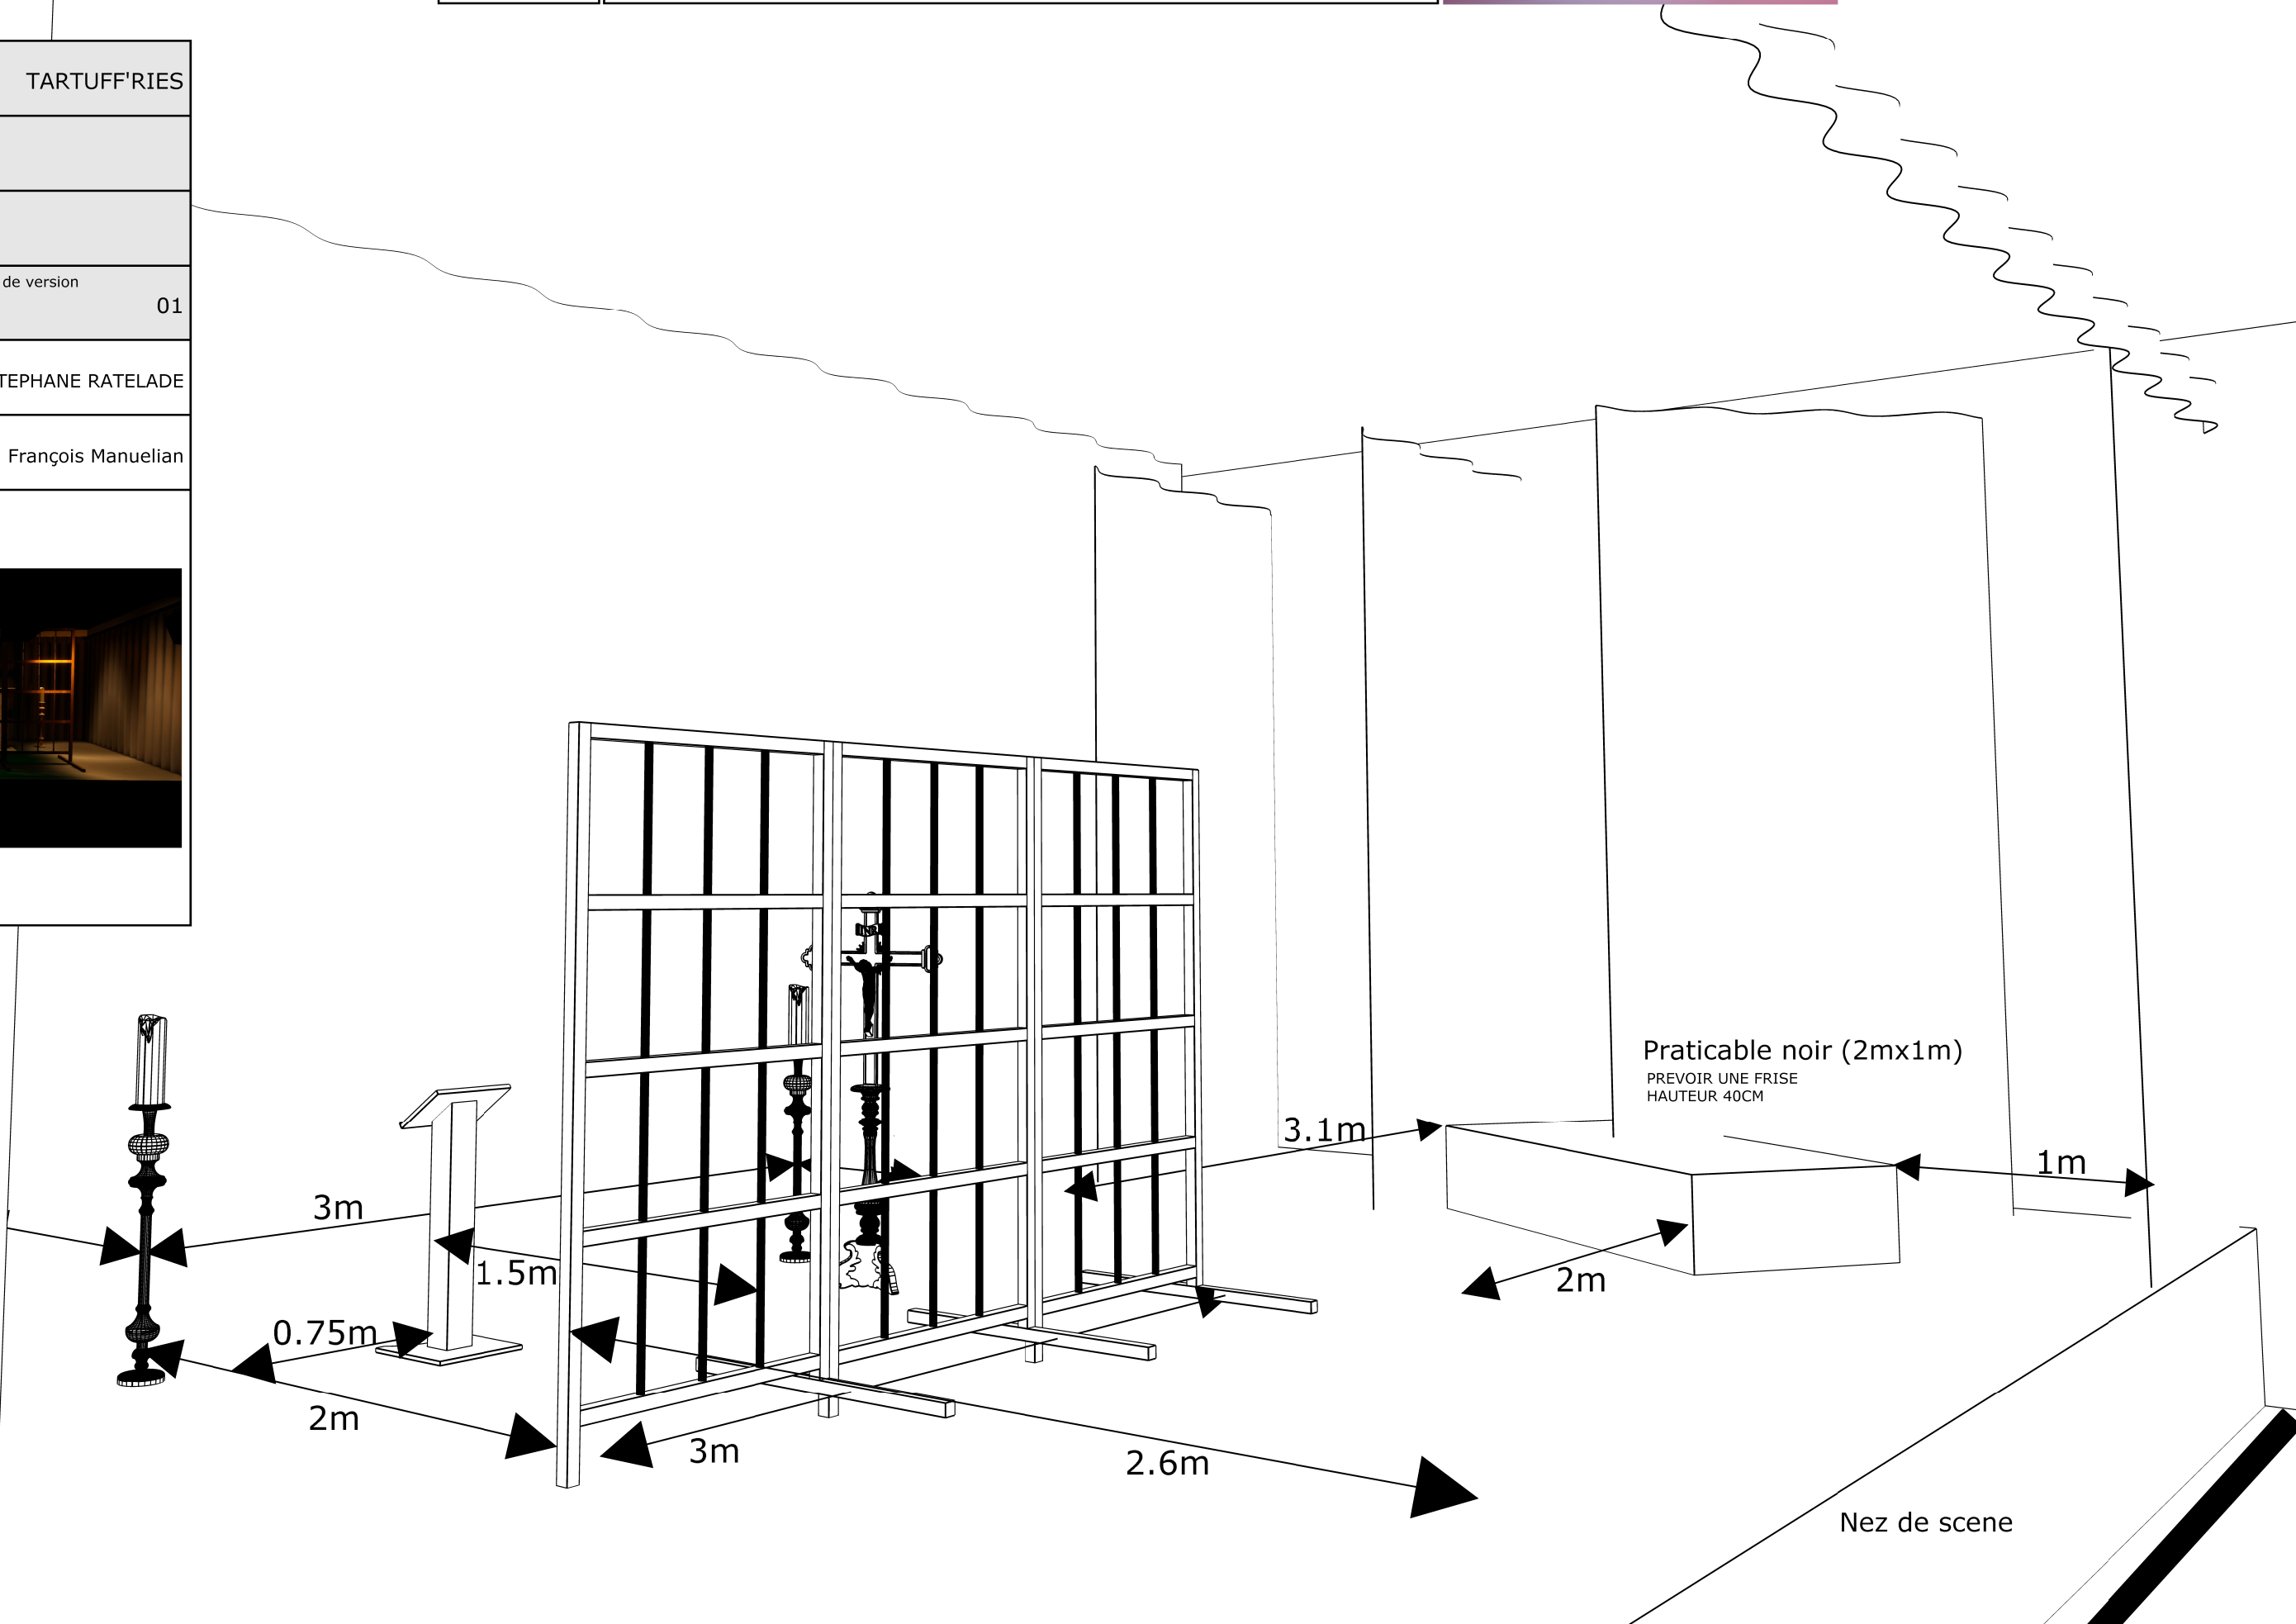 TARTUFF'RIES
de version
01
TEPHANE RATELADE
François Manuelian
INRI
Praticable noir (2mx1m)
PREVOIR UNE FRISE
HAUTEUR 40CM
3.1m
1m
3m
1.5m
2m
0.75m
2m
3m
2.6m
Nez de scene